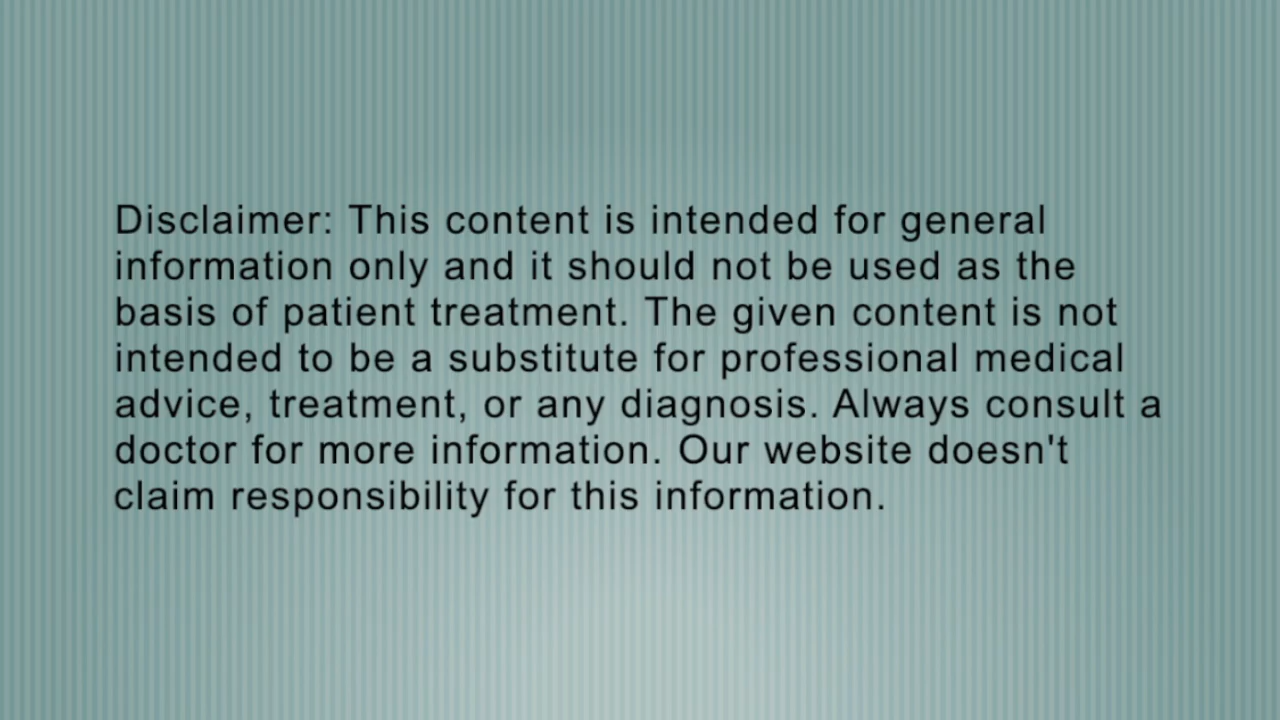 Disclaimer: This content is intended for general
information only and it should not be used as the
basis of patient treatment. The given content is not
intended to be a substitute for professional medical
advice, treatment, or any diagnosis. Always consult a
doctor for more information. Our website doesn't
claim responsibility for this information.